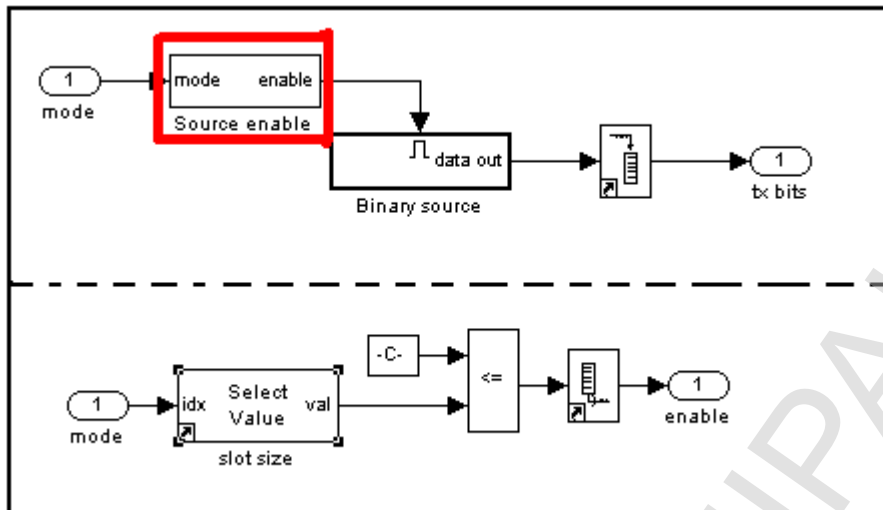 1
mode
mode enable
Source enable
data out
Binary source
1
tx bits
1
mode
idx Select Value val
slot size
-C-
<=
1
enable